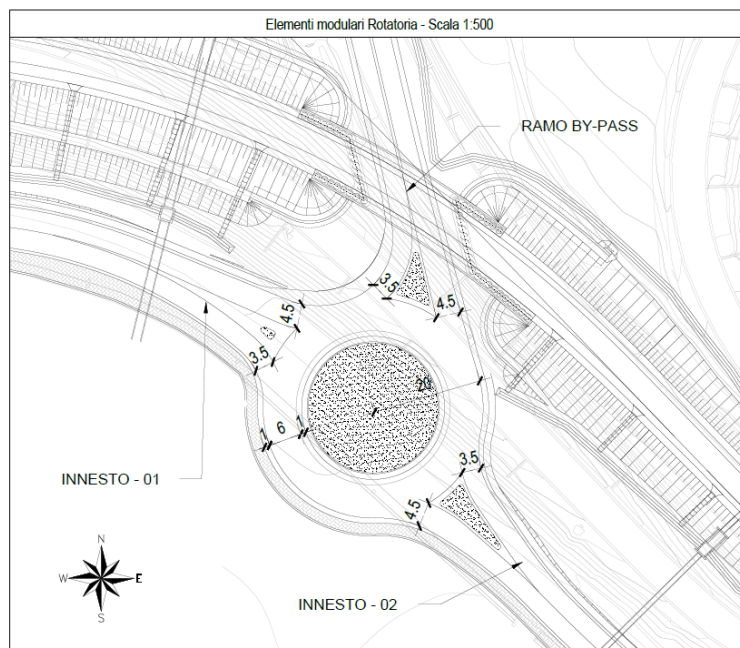 Elementi modulari Rotatoria - Scala 1:500
RAMO BY-PASS
3.5
4.5
4.5
3.5
20
1 6 1
3.5
4.5
INNESTO - 01
INNESTO - 02
N
W E
S